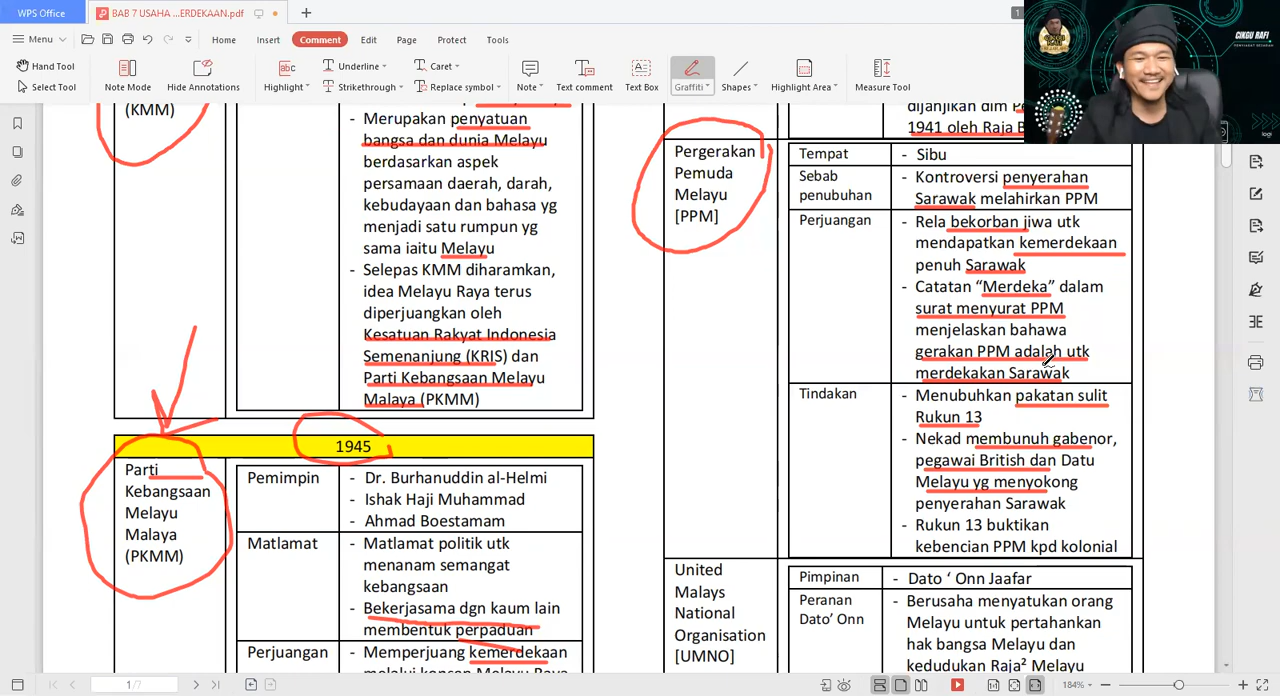 WPS Office
BAB 7 USAHA ...ERDEKAAN.pdf
1
Menu
Home
Insert
Comment
Edit
Page
Protect
Tools
Hand Tool
Select Tool
Note Mode
Hide Annotations
Highlight
Underline
Strikethrough
Caret
Replace symbol
Note
Text comment
Text Box
Graffiti
Shapes
Highlight Area
Measure Tool
CIKGU RAFI
logi
(KMM)
- Merupakan penyatuan
bangsa dan dunia Melayu
berdasarkan aspek
persamaan daerah, darah,
kebudayaan dan bahasa yg
menjadi satu rumpun yg
sama iaitu Melayu
- Selepas KMM diharamkan,
idea Melayu Raya terus
diperjuangkan oleh
Kesatuan Rakyat Indonesia
Semenanjung (KRIS) dan
Parti Kebangsaan Melayu
Malaya (PKMM)
1945
Parti
Kebangsaan
Melayu
Malaya
(PKMM)
Pemimpin
- Dr. Burhanuddin al-Helmi
- Ishak Haji Muhammad
- Ahmad Boestamam
Matlamat
- Matlamat politik utk
menanam semangat
kebangsaan
- Bekerjasama dgn kaum lain
membentuk perpaduan
Perjuangan
- Memperjuang kemerdekaan
melalui konsep Melayu Raya
dijanjikan dlm
1941 oleh Raja
Pergerakan
Pemuda
Melayu
[PPM]
Tempat
- Sibu
Sebab
penubuhan
- Kontroversi penyerahan
Sarawak melahirkan PPM
Perjuangan
- Rela bekorban jiwa utk
mendapatkan kemerdekaan
penuh Sarawak
- Catatan “Merdeka” dalam
surat menyurat PPM
menjelaskan bahawa
gerakan PPM adalah utk
merdekakan Sarawak
Tindakan
- Menubuhkan pakatan sulit
Rukun 13
- Nekad membunuh gabenor,
pegawai British dan Datu
Melayu yg menyokong
penyerahan Sarawak
- Rukun 13 buktikan
kebencian PPM kpd kolonial
United
Malays
National
Organisation
[UMNO]
Pimpinan
- Dato ‘ Onn Jaafar
Peranan
Dato’ Onn
- Berusaha menyatukan orang
Melayu untuk pertahankan
hak bangsa Melayu dan
kedudukan Raja² Melayu
1/7
184%